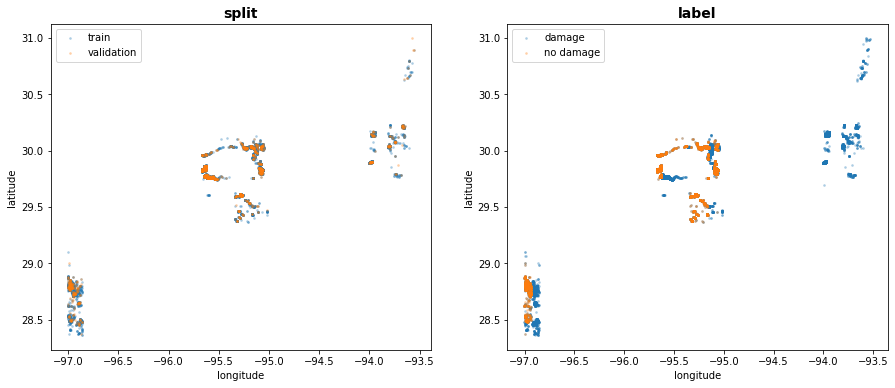 split
train
validation
latitude
31.0
30.5
30.0
29.5
29.0
28.5
−97.0 −96.5 −96.0 −95.5 −95.0 −94.5 −94.0 −93.5
longitude
label
damage
no damage
latitude
31.0
30.5
30.0
29.5
29.0
28.5
−97.0 −96.5 −96.0 −95.5 −95.0 −94.5 −94.0 −93.5
longitude